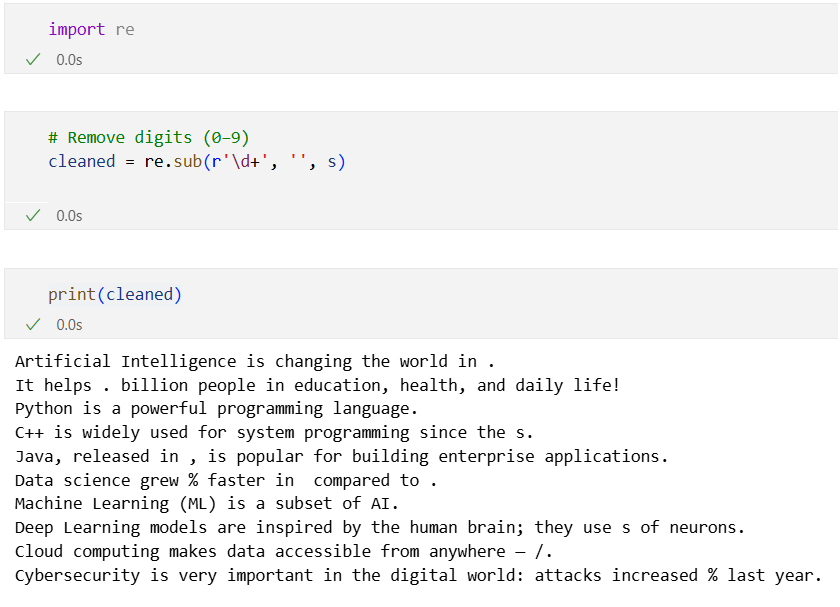 import re
✓ 0.0s
# Remove digits (0–9)
cleaned = re.sub(r'\d+', '', s)
✓ 0.0s
print(cleaned)
✓ 0.0s
Artificial Intelligence is changing the world in .
It helps . billion people in education, health, and daily life!
Python is a powerful programming language.
C++ is widely used for system programming since the s.
Java, released in , is popular for building enterprise applications.
Data science grew % faster in  compared to .
Machine Learning (ML) is a subset of AI.
Deep Learning models are inspired by the human brain; they use s of neurons.
Cloud computing makes data accessible from anywhere – /.
Cybersecurity is very important in the digital world: attacks increased % last year.